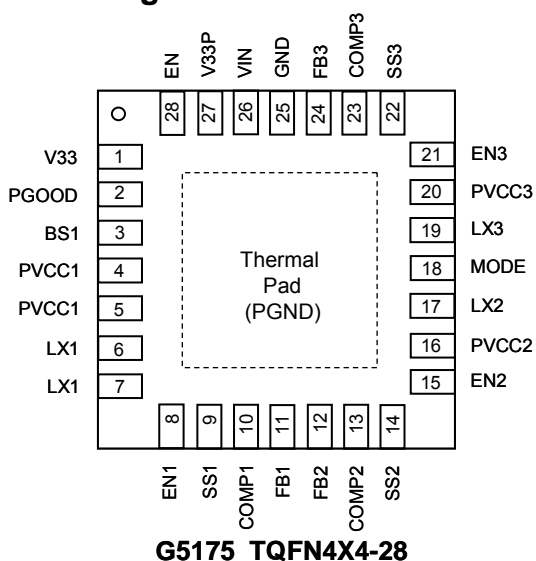 EN
V33P
VIN
GND
FB3
COMP3
SS3
28
27
26
25
24
23
22
V33 1
PGOOD 2
BS1 3
PVCC1 4
PVCC1 5
LX1 6
LX1 7
Thermal
Pad
(PGND)
21 EN3
20 PVCC3
19 LX3
18 MODE
17 LX2
16 PVCC2
15 EN2
8
9
10
11
12
13
14
EN1
SS1
COMP1
FB1
FB2
COMP2
SS2
G5175 TQFN4X4-28